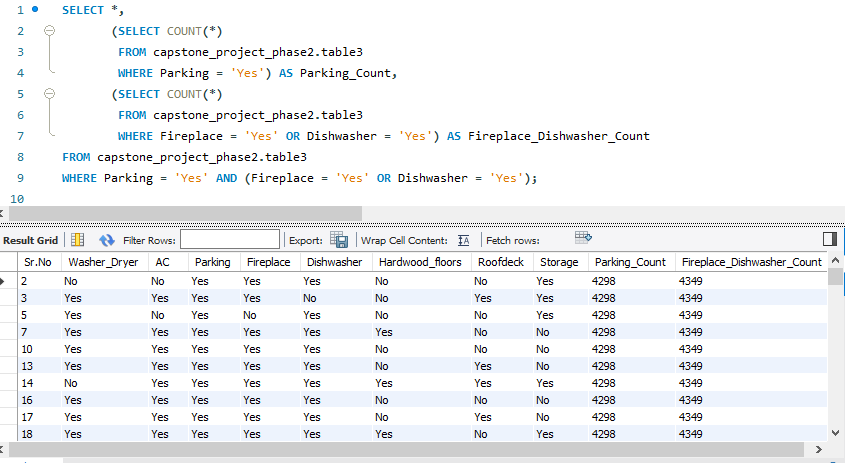 1 SELECT *,
2 (SELECT COUNT(*)
3 FROM capstone_project_phase2.table3
4 WHERE Parking = 'Yes') AS Parking_Count,
5 (SELECT COUNT(*)
6 FROM capstone_project_phase2.table3
7 WHERE Fireplace = 'Yes' OR Dishwasher = 'Yes') AS Fireplace_Dishwasher_Count
8 FROM capstone_project_phase2.table3
9 WHERE Parking = 'Yes' AND (Fireplace = 'Yes' OR Dishwasher = 'Yes');
10
Result Grid Filter Rows: Export: Wrap Cell Content: IA Fetch rows:
Sr.No Washer_Dryer AC Parking Fireplace Dishwasher Hardwood_floors Roofdeck Storage Parking_Count Fireplace_Dishwasher_Count
2 No No Yes Yes Yes No No Yes 4298 4349
3 Yes Yes Yes Yes No No Yes Yes 4298 4349
5 Yes No Yes No Yes No No Yes 4298 4349
7 Yes Yes Yes Yes Yes Yes No No 4298 4349
10 Yes Yes Yes Yes Yes No No No 4298 4349
13 Yes Yes Yes Yes Yes No Yes No 4298 4349
14 No Yes Yes Yes Yes Yes Yes Yes 4298 4349
16 Yes Yes Yes Yes Yes No No No 4298 4349
17 Yes Yes Yes Yes Yes No Yes No 4298 4349
18 Yes Yes Yes Yes Yes Yes No Yes 4298 4349